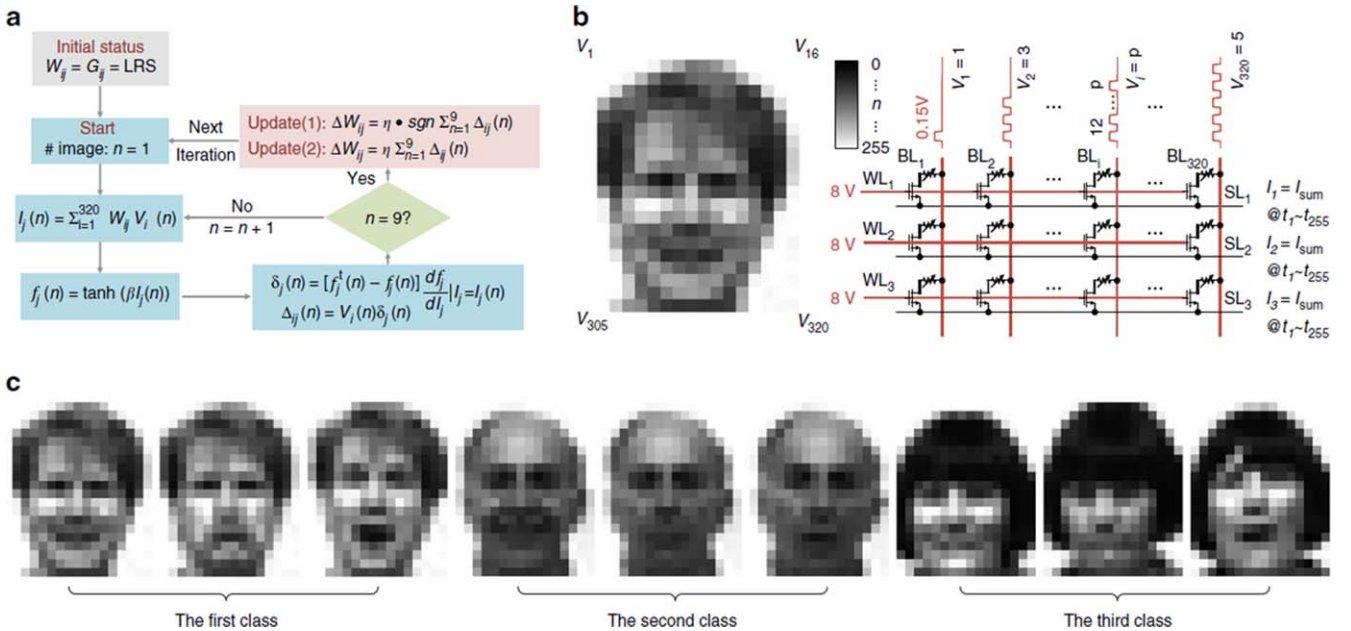 a
Initial status
W_ij = G_ij = LRS
Start
# image: n = 1
Next
Iteration
Update(1): ΔW_ij = η • sgn Σ_{n=1}^{9} Δ_ij (n)
Update(2): ΔW_ij = η Σ_{n=1}^{9} Δ_ij (n)
Yes
I_j (n) = Σ_{i=1}^{320} W_ij V_i (n)
No
n = n + 1
n = 9?
f_j (n) = tanh (βI_j(n))
δ_j (n) = [f_j^t (n) – f_j(n)] df_j/dI_j |I_j=I_j (n)
Δ_ij (n) = V_i (n)δ_j (n)
b
V_1
V_16
V_305
V_320
0
⋮
n
⋮
255
0.15V
V_1 = 1
V_2 = 3
...
12 ...... p
V_i = p
...
V_320 = 5
BL_1
BL_2
BL_i
BL_320
8 V
WL_1
...
...
SL_1
I_1 = I_sum
@t_1~t_255
8 V
WL_2
...
...
SL_2
I_2 = I_sum
@t_1~t_255
8 V
WL_3
...
...
SL_3
I_3 = I_sum
@t_1~t_255
c
The first class
The second class
The third class